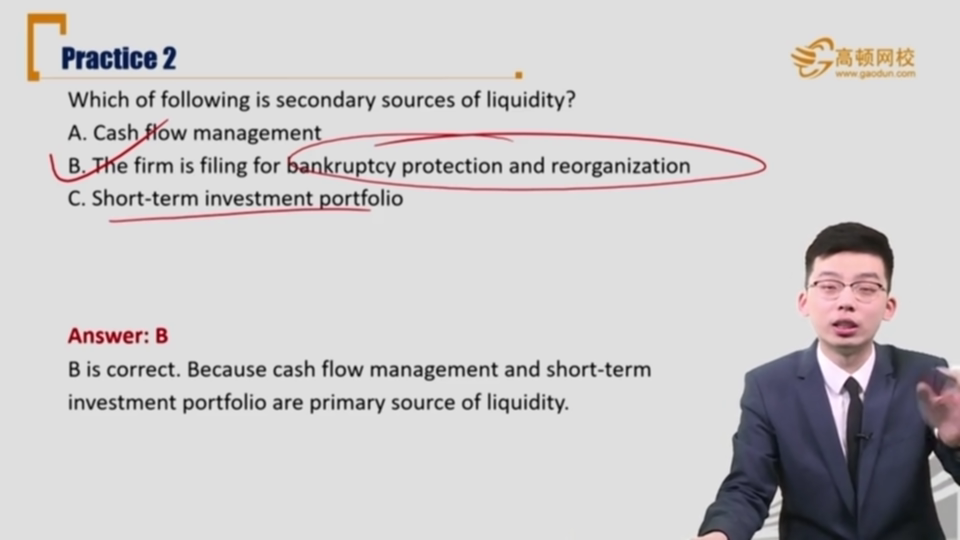 Practice 2
高顿网校
www.gaodun.com
Which of following is secondary sources of liquidity?
A. Cash flow management
B. The firm is filing for bankruptcy protection and reorganization
C. Short-term investment portfolio
Answer: B
B is correct. Because cash flow management and short-term
investment portfolio are primary source of liquidity.